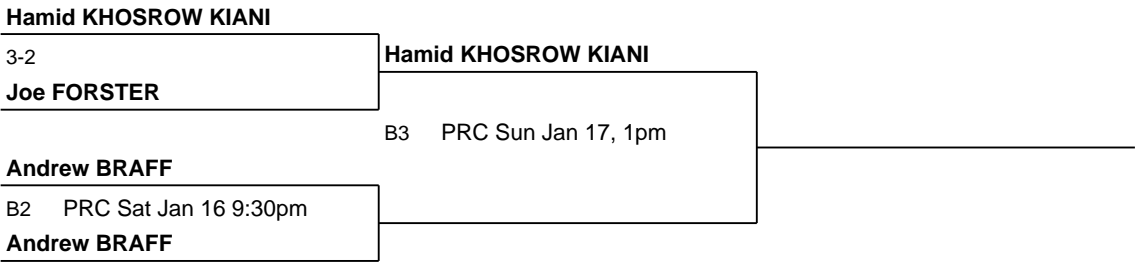 Hamid KHOSROW KIANI
3-2
Hamid KHOSROW KIANI
Joe FORSTER
B3 PRC Sun Jan 17, 1pm
Andrew BRAFF
B2 PRC Sat Jan 16 9:30pm
Andrew BRAFF